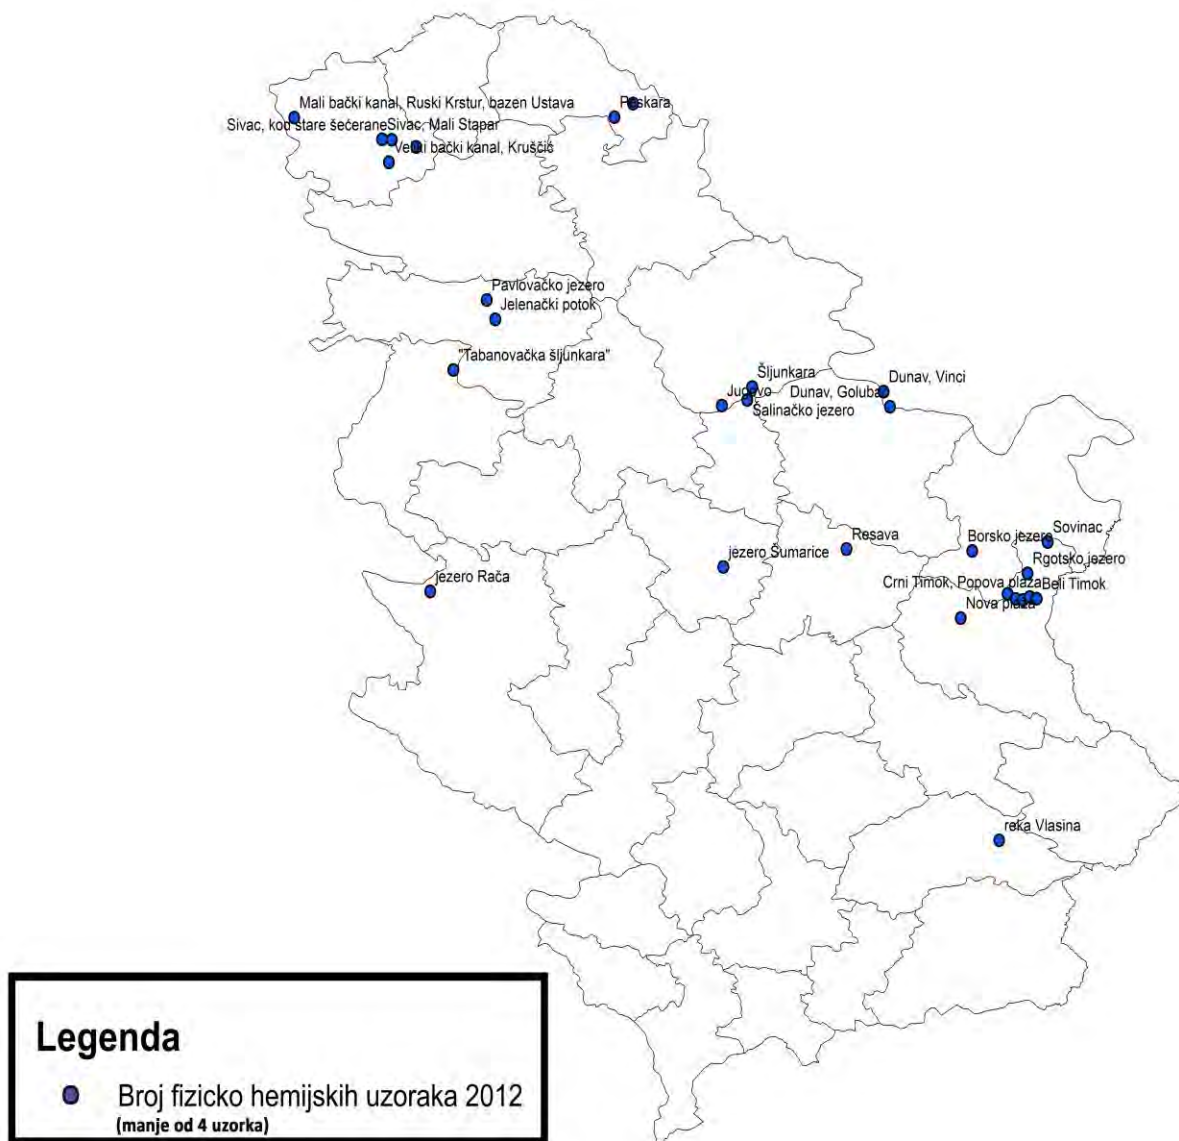 Mali bački kanal, Ruski Krstur, bazen Ustava
Peskara
Sivac, kod stare šećerane
Sivac, Mali Stapar
Veliki bački kanal, Kruščić
Pavlovačko jezero
Jelenački potok
"Tabanovačka šljunkara"
Šljunkara
Jugovo
Dunav, Golubac
Dunav, Vinci
Šalinačko jezero
Resava
Borsko jezero
Sovinac
jezero Šumarice
Rgotsko jezero
jezero Rača
Crni Timok, Popova plaža
Beli Timok
Nova plaža
reka Vlasina
Legenda
Broj fizicko hemijskih uzoraka 2012
(manje od 4 uzorka)